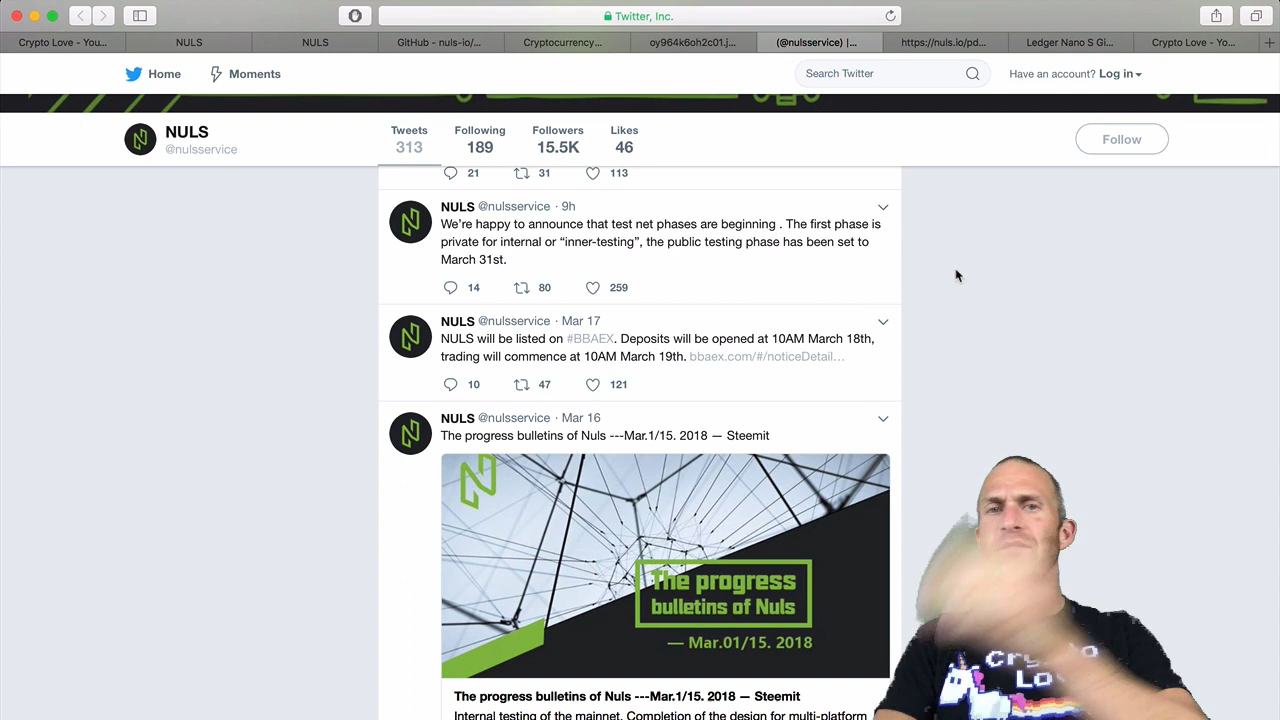 Twitter, Inc.
Crypto Love - You...
NULS
NULS
GitHub - nuls-io/...
Cryptocurrency...
oy964k6oh2c01.j...
(@nulsservice) |...
https://nuls.io/pd...
Ledger Nano S Gi...
Crypto Love - Yo...
Home
Moments
Search Twitter
Have an account? Log in
NULS
@nulsservice
Tweets
313
Following
189
Followers
15.5K
Likes
46
Follow
21 31 113
NULS @nulsservice · 9h
We’re happy to announce that test net phases are beginning . The first phase is
private for internal or “inner-testing”, the public testing phase has been set to
March 31st.
14 80 259
NULS @nulsservice · Mar 17
NULS will be listed on #BBAEX. Deposits will be opened at 10AM March 18th,
trading will commence at 10AM March 19th. bbaex.com/#/noticeDetail…
10 47 121
NULS @nulsservice · Mar 16
The progress bulletins of Nuls ---Mar.1/15. 2018 — Steemit
The progress
bulletins of Nuls
— Mar.01/15. 2018
The progress bulletins of Nuls ---Mar.1/15. 2018 — Steemit
Internal testing of the mainnet. Completion of the design for multi-platform
Crypto